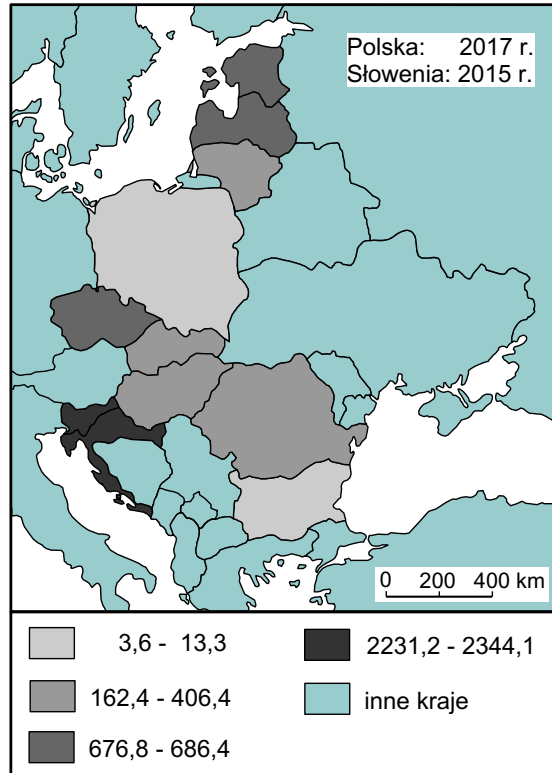 Polska: 2017 r.
Słowenia: 2015 r.
0 200 400 km
3,6 - 13,3
2231,2 - 2344,1
162,4 - 406,4
inne kraje
676,8 - 686,4